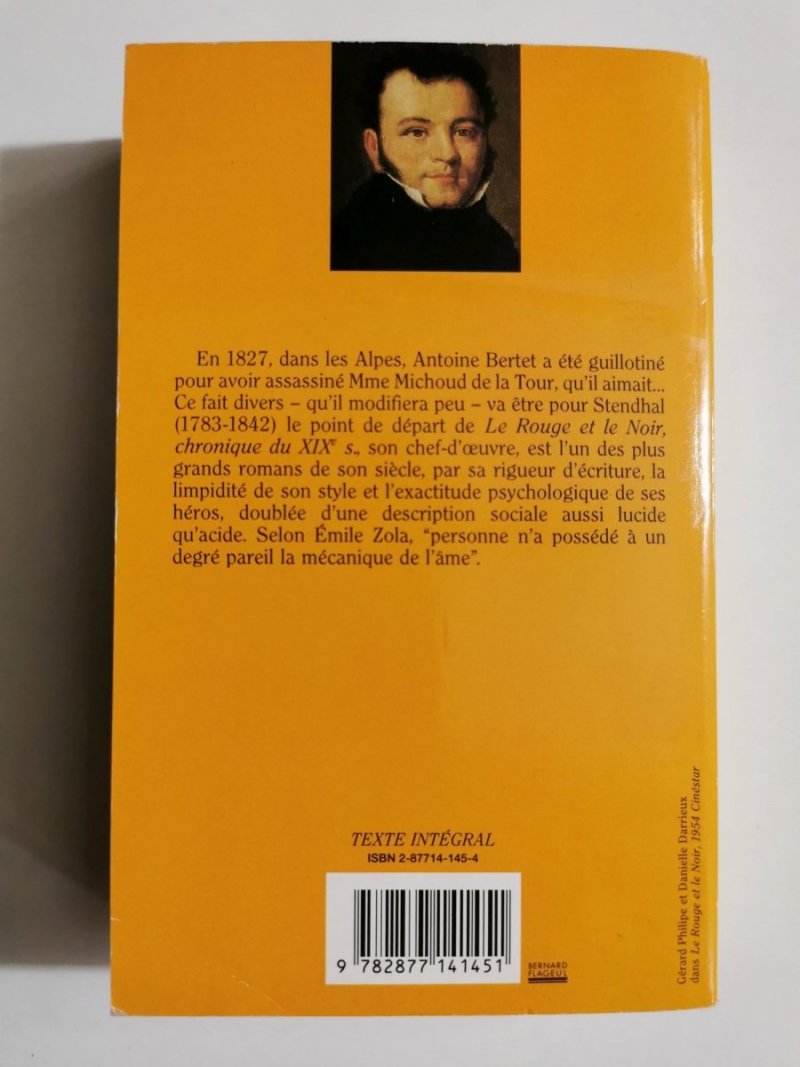 En 1827, dans les Alpes, Antoine Bertet a été guillotiné
pour avoir assassiné Mme Michoud de la Tour, qu'il aimait...
Ce fait divers – qu'il modifiera peu – va être pour Stendhal
(1783-1842) le point de départ de Le Rouge et le Noir,
chronique du XIXe s., son chef-d'œuvre, est l'un des plus
grands romans de son siècle, par sa rigueur d'écriture, la
limpidité de son style et l'exactitude psychologique de ses
héros, doublée d'une description sociale aussi lucide
qu'acide. Selon Émile Zola, "personne n'a possédé à un
degré pareil la mécanique de l'âme".
TEXTE INTÉGRAL
ISBN 2-87714-145-4
9 782877 141451
BERNARD
FLAGEUL
Gérard Philipe et Danielle Darrieux
dans Le Rouge et le Noir, 1954 Cinéstar